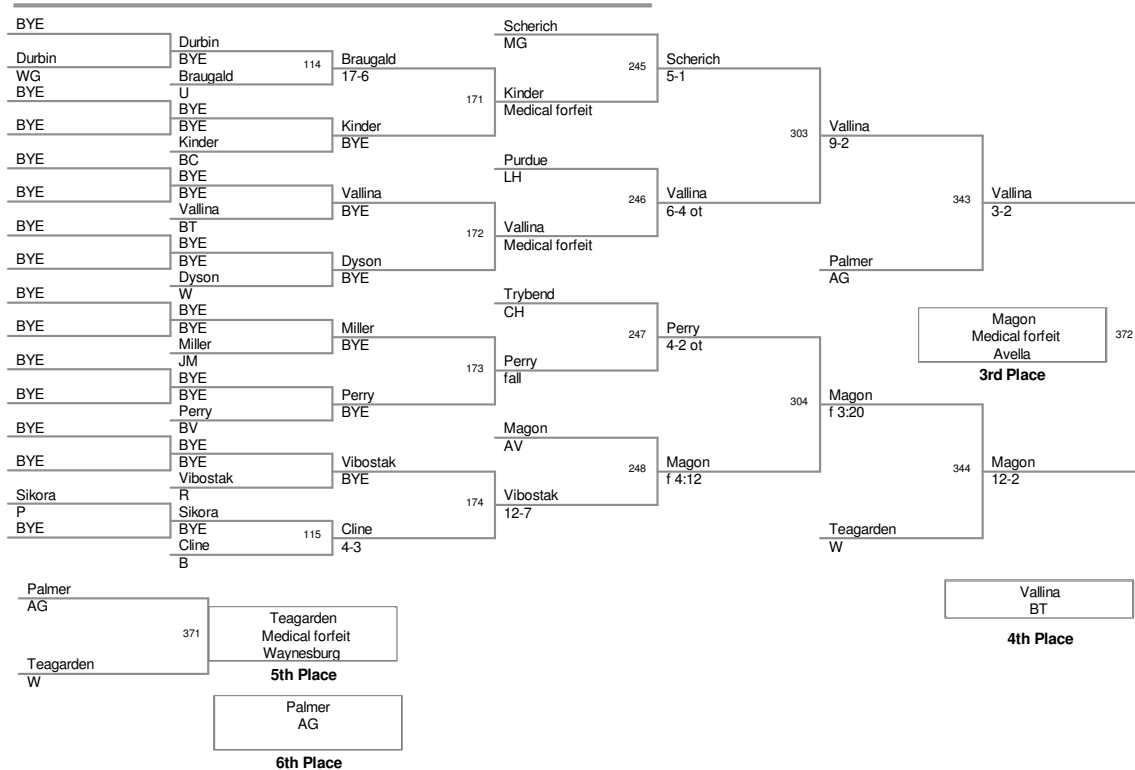 BYE
Durbin
WG
BYE
BYE
BYE
BYE
BYE
BYE
BYE
BYE
BYE
BYE
BYE
BYE
Sikora
P
BYE
Durbin
BYE
Braugald
U
BYE
BYE
Kinder
BC
BYE
BYE
Vallina
BT
BYE
BYE
Dyson
W
BYE
BYE
Miller
JM
BYE
BYE
Perry
BV
BYE
BYE
Vibostak
R
Sikora
BYE
Cline
B
114
115
Braugald
17-6
Kinder
BYE
Vallina
BYE
Dyson
BYE
Miller
BYE
Perry
BYE
Vibostak
BYE
Cline
4-3
171
172
173
174
Scherich
MG
Kinder
Medical forfeit
Purdue
LH
Vallina
Medical forfeit
Trybend
CH
Perry
fall
Magon
AV
Vibostak
12-7
245
246
247
248
Scherich
5-1
Vallina
6-4 ot
Perry
4-2 ot
Magon
f 4:12
303
304
Vallina
9-2
Palmer
AG
Magon
f 3:20
Teagarden
W
343
344
Vallina
3-2
Magon
12-2
Magon
Medical forfeit
Avella
372
3rd Place
Vallina
BT
4th Place
Palmer
AG
Teagarden
W
371
Teagarden
Medical forfeit
Waynesburg
5th Place
Palmer
AG
6th Place